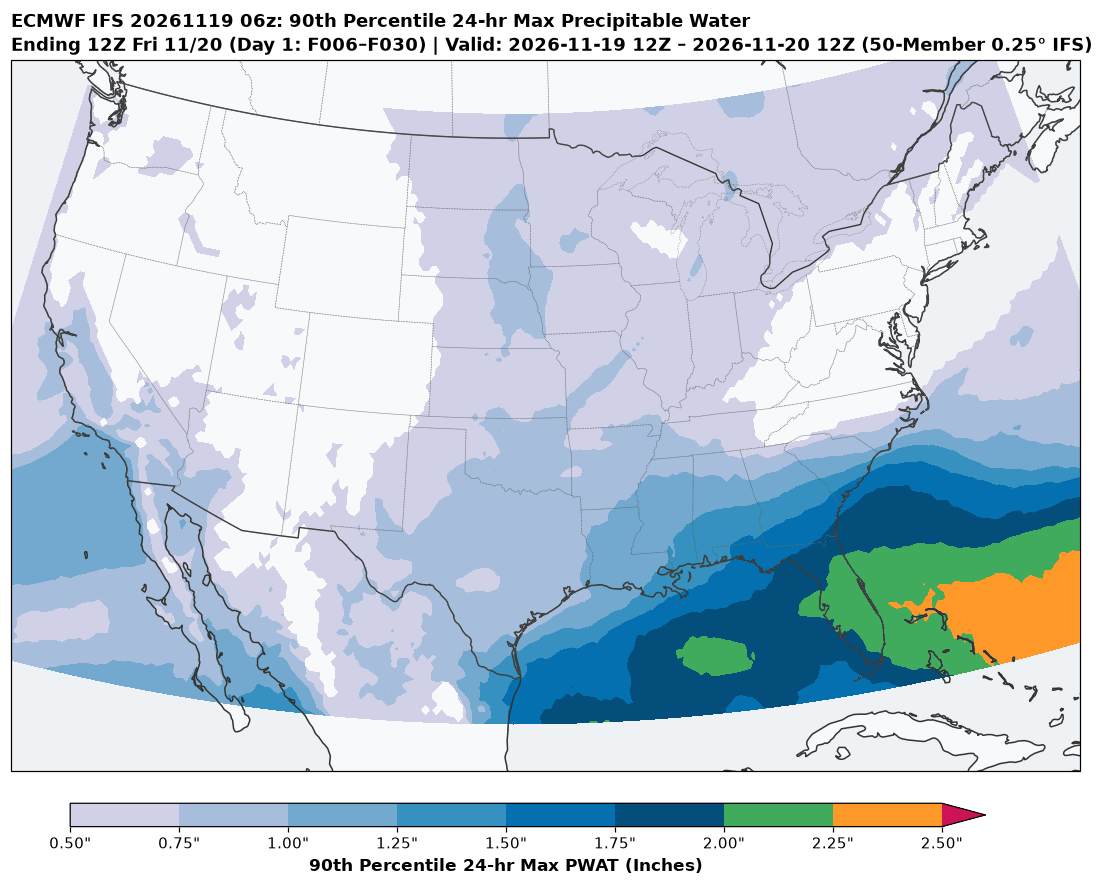 ECMWF IFS 20261119 06z: 90th Percentile 24-hr Max Precipitable Water
Ending 12Z Fri 11/20 (Day 1: F006–F030) | Valid: 2026-11-19 12Z – 2026-11-20 12Z (50-Member 0.25° IFS)
0.50" 0.75" 1.00" 1.25" 1.50" 1.75" 2.00" 2.25" 2.50"
90th Percentile 24-hr Max PWAT (Inches)